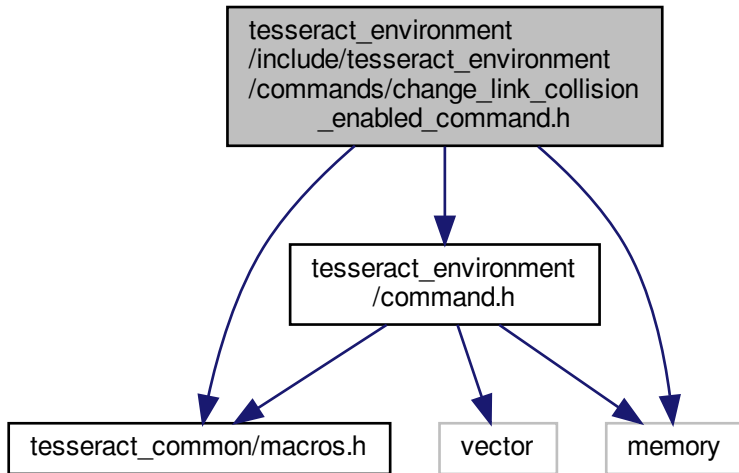 tesseract_environment
/include/tesseract_environment
/commands/change_link_collision
_enabled_command.h
tesseract_environment
/command.h
tesseract_common/macros.h
vector
memory